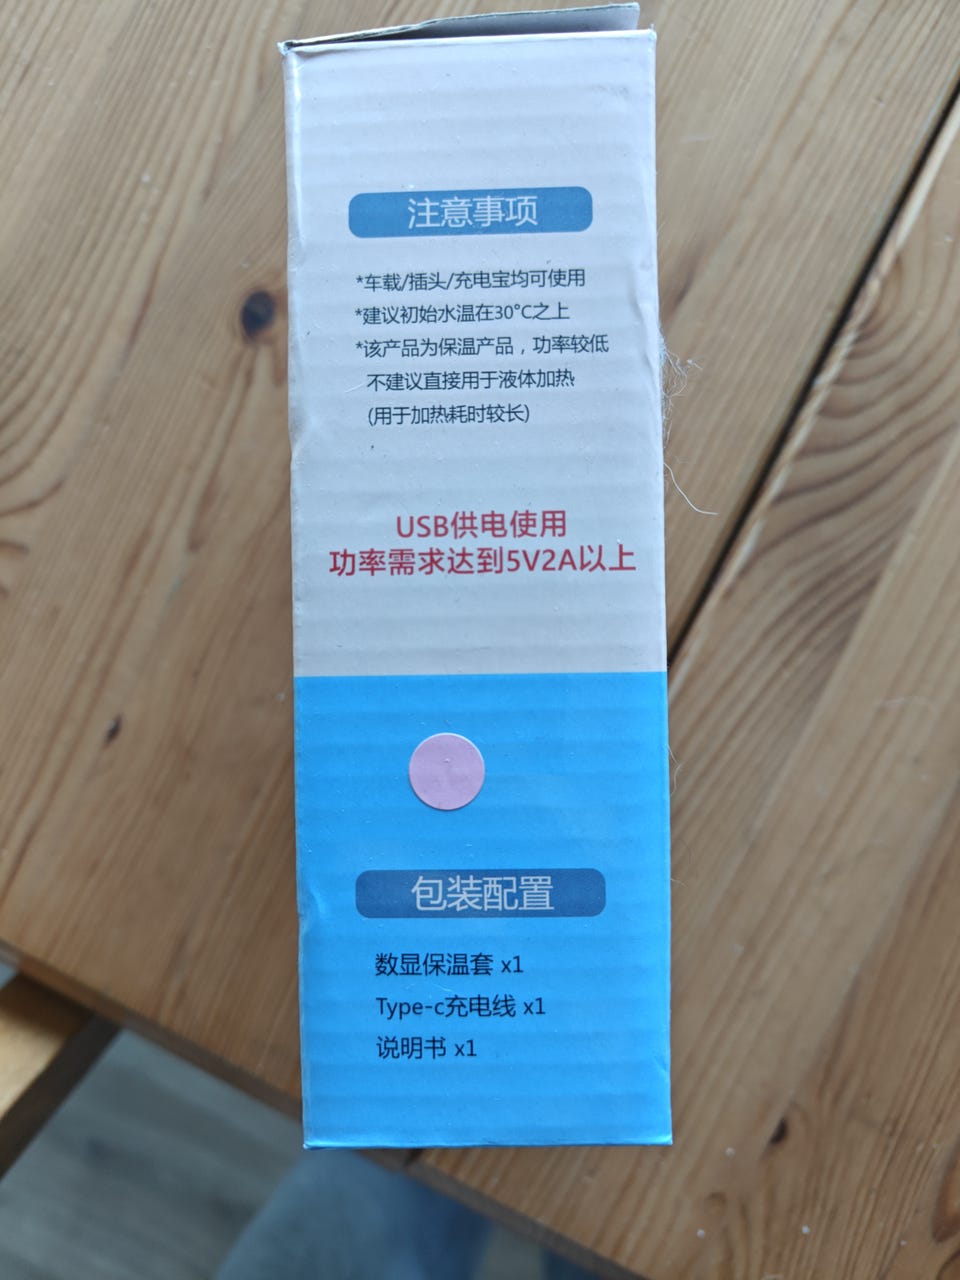 注意事项
*车载/插头/充电宝均可使用
*建议初始水温在30°C之上
*该产品为保温产品，功率较低
不建议直接用于液体加热
(用于加热耗时较长)
USB供电使用
功率需求达到5V2A以上
包装配置
数显保温套 x1
Type-c充电线 x1
说明书 x1